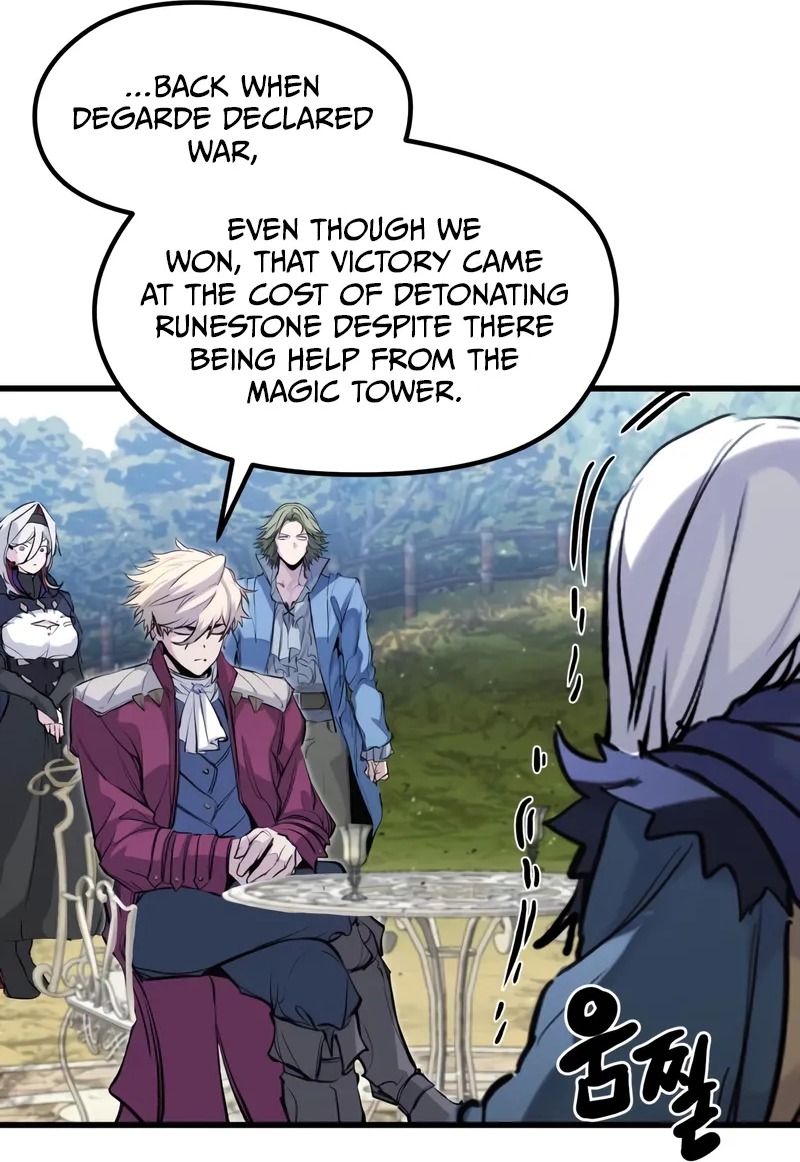 ...BACK WHEN
DEGARDE DECLARED
WAR,
EVEN THOUGH WE
WON, THAT VICTORY CAME
AT THE COST OF DETONATING
RUNESTONE DESPITE THERE
BEING HELP FROM THE
MAGIC TOWER.
움찔